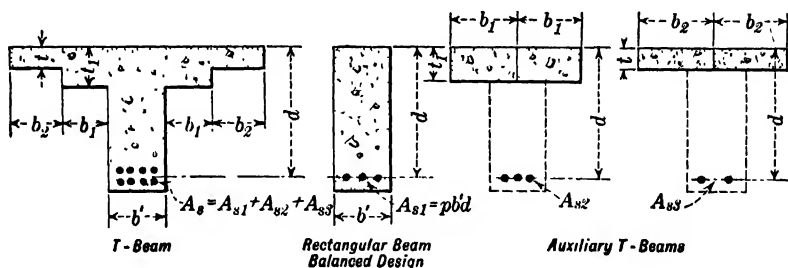 t t₁ d
b₂ b₁ b₁ b₂
b'
Aₛ = Aₛ₁ + Aₛ₂ + Aₛ₃
T - Beam
d
b'
Aₛ₁ = pb'd
Rectangular Beam
Balanced Design
b₁ b₁
t₁ d
Aₛ₂
b₂ b₂
t d
Aₛ₃
Auxiliary T-Beams